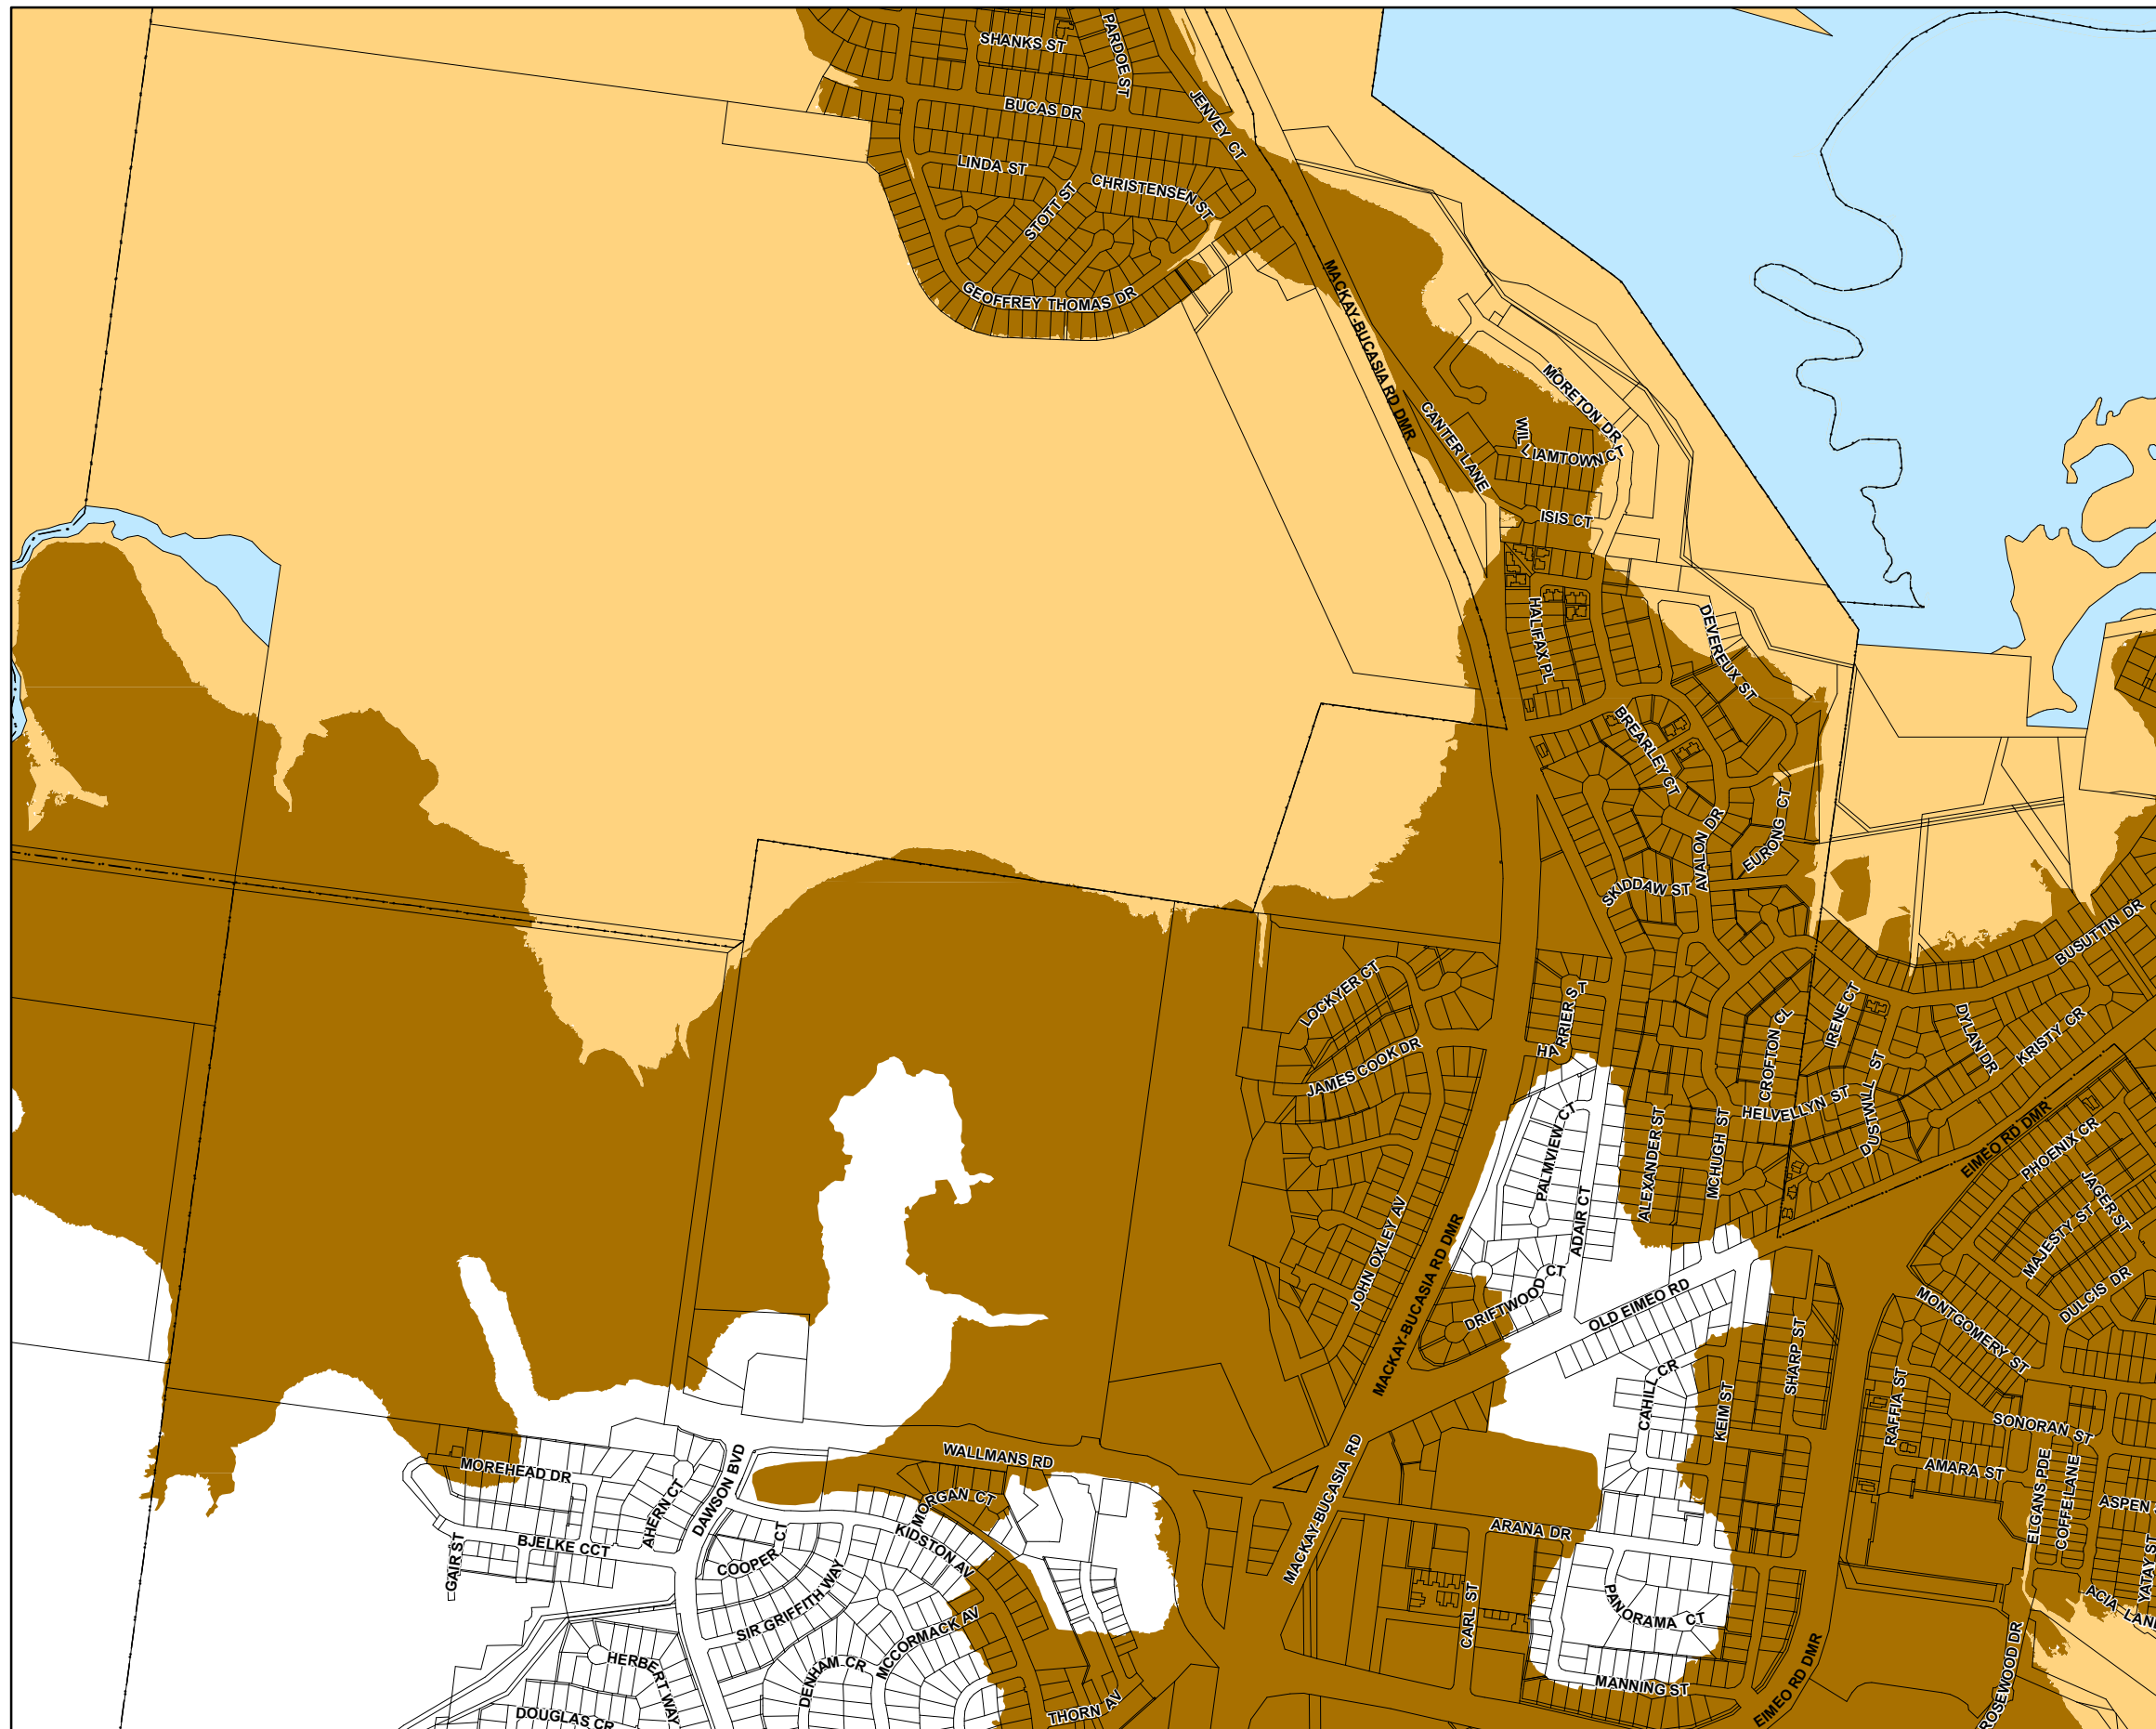 SHANKS ST
PARDOE ST
BUCAS DR
JENVEY CT
LINDA ST
CHRISTENSEN ST
STOTT ST
GEOFFREY THOMAS DR
MACKAY-BUCASIA RD DMR
MORETON DR
CANTER LANE
WILLIAMTOWN CT
ISIS CT
HALIFAX PL
DEVEREUX ST
BREARLEY CT
AVALON DR
EURONG CT
SKIDDAW ST
BUSUTTIN DR
LOCKYER CT
HARRIER ST
IRENE CT
DYLAN DR
KRISTY CR
CROFTON CL
JAMES COOK DR
HELVELLYN ST
DUSTWILL ST
EIMEO RD DMR
PHOENIX CR
PALMVIEW CT
ALEXANDER ST
MCHUGH ST
JAGER ST
MAJESTY ST
ADAIR CT
JOHN OXLEY AV
MACKAY-BUCASIA RD DMR
DRIFTWOOD CT
OLD EIMEO RD
DULCIS DR
MONTGOMERY ST
SHARP ST
CAHILL CR
KEIM ST
RAFFIA ST
SONORAN ST
WALLMANS RD
MOREHEAD DR
DAWSON BVD
AHERN CT
MORGAN CT
MACKAY-BUCASIA RD
AMARA ST
ELGANS PDE
COFFE LANE
ASPEN
ARANA DR
KIDSTON AV
BJELKE CCT
GAIR ST
COOPER CT
SIR GRIFFITH WAY
YATAY ST
ACIA LANE
CARL ST
PANORAMA CT
MCCORMACK AV
HERBERT WAY
DENHAM CR
MANNING ST
ROSEWOOD DR
EIMEO RD DMR
THORN AV
DOUGLAS CR